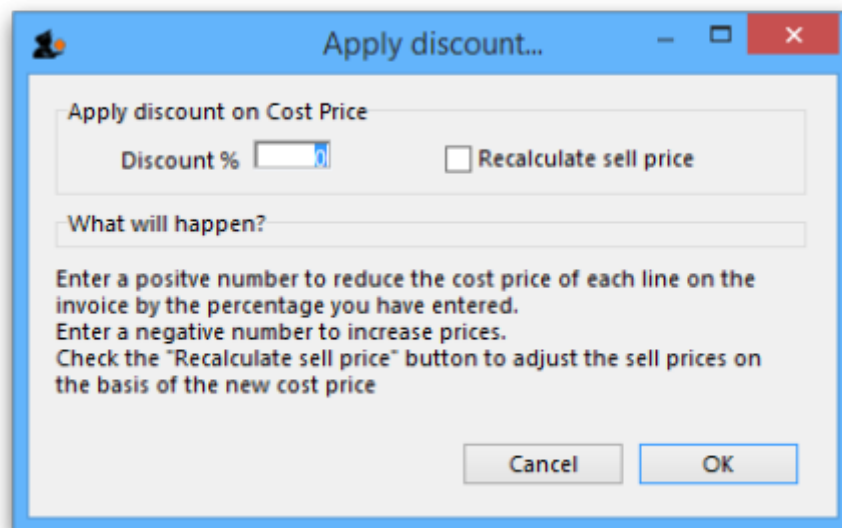 Apply discount...
Apply discount on Cost Price
Discount % 0 Recalculate sell price
What will happen?
Enter a positve number to reduce the cost price of each line on the
invoice by the percentage you have entered.
Enter a negative number to increase prices.
Check the "Recalculate sell price" button to adjust the sell prices on
the basis of the new cost price
Cancel OK